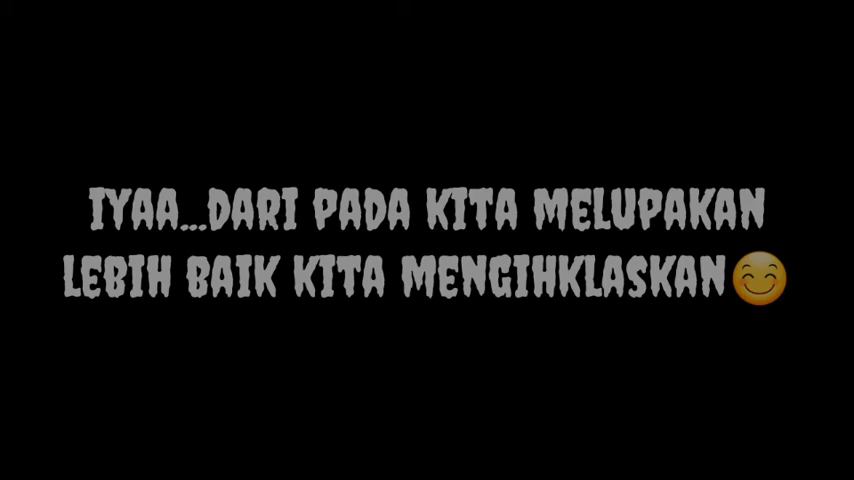 IYAA...DARI PADA KITA MELUPAKAN
LEBIH BAIK KITA MENGIHKLASKAN😊